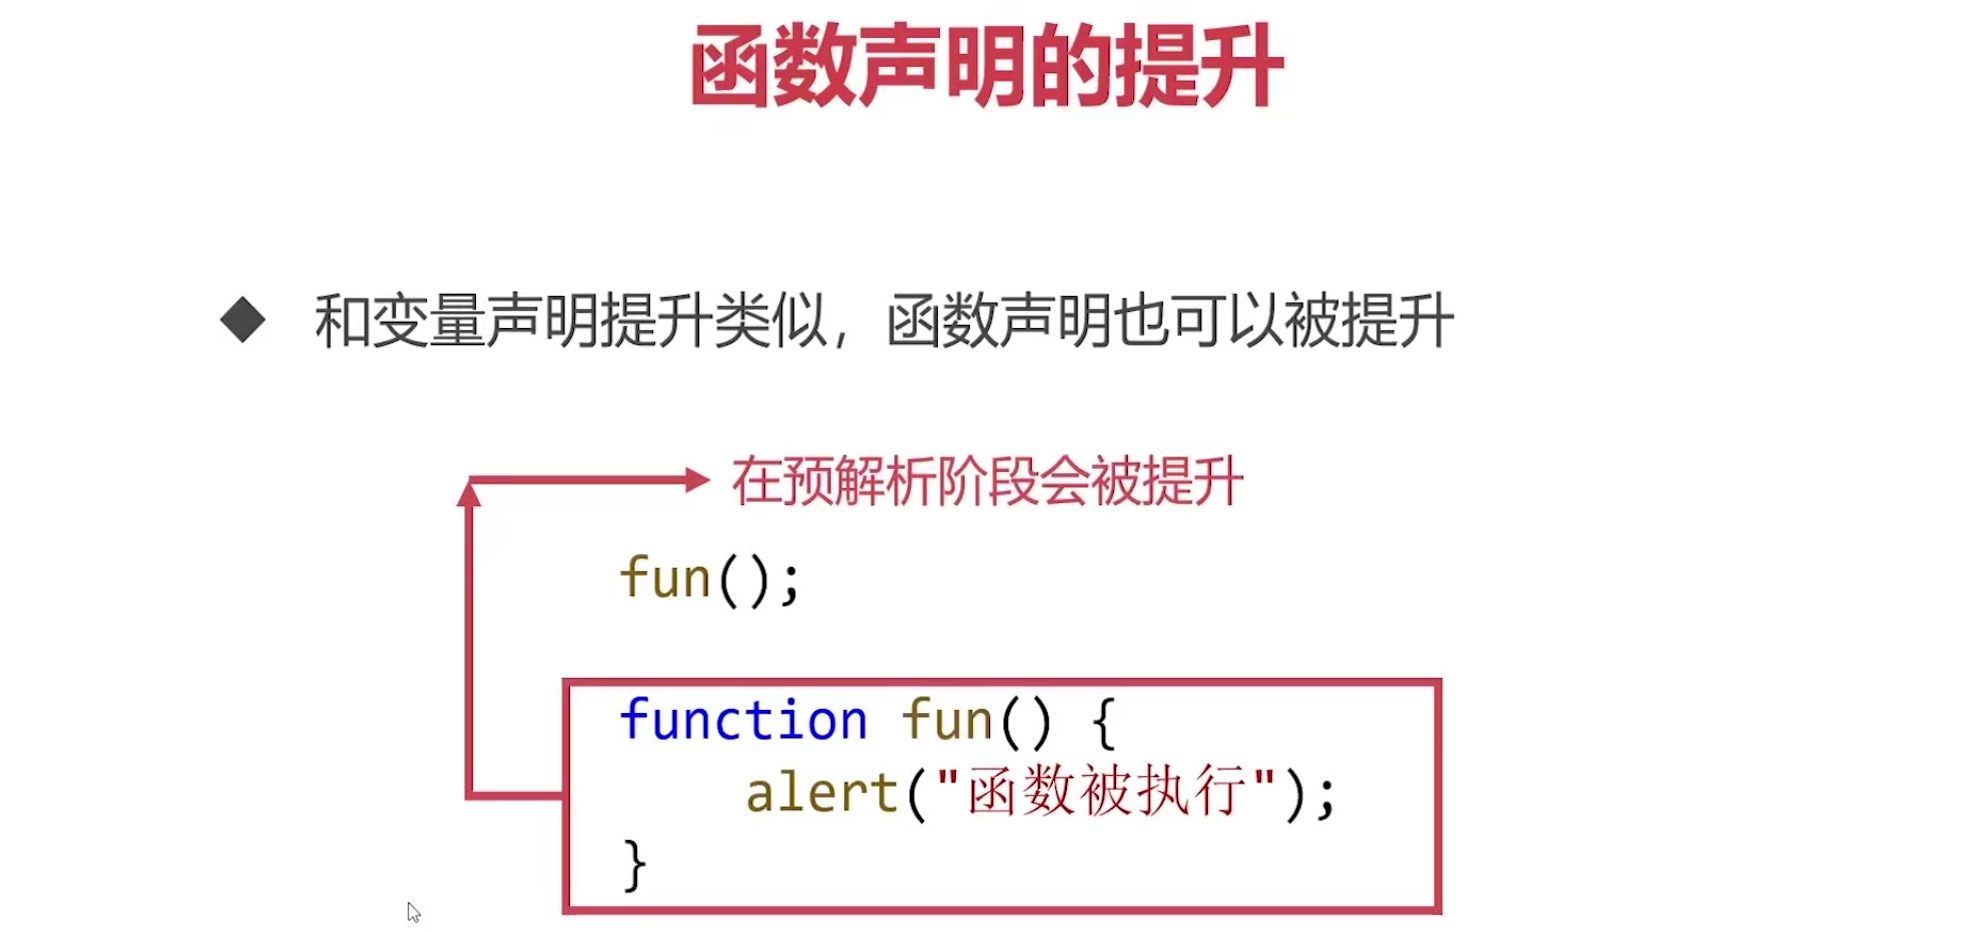 函数声明的提升
和变量声明提升类似，函数声明也可以被提升
在预解析阶段会被提升
fun();
function fun() {
    alert("函数被执行");
}